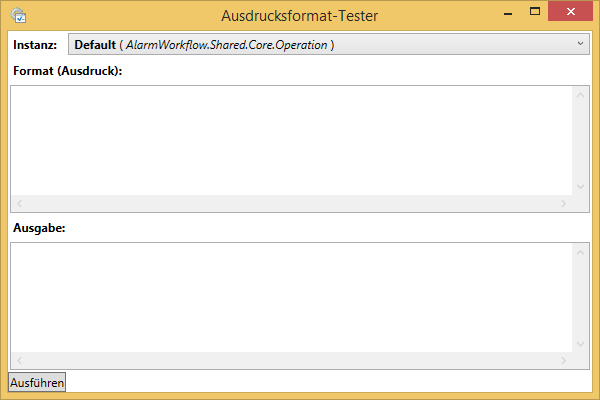 Ausdrucksformat-Tester
Instanz: Default ( AlarmWorkflow.Shared.Core.Operation )
Format (Ausdruck):
Ausgabe:
Ausführen